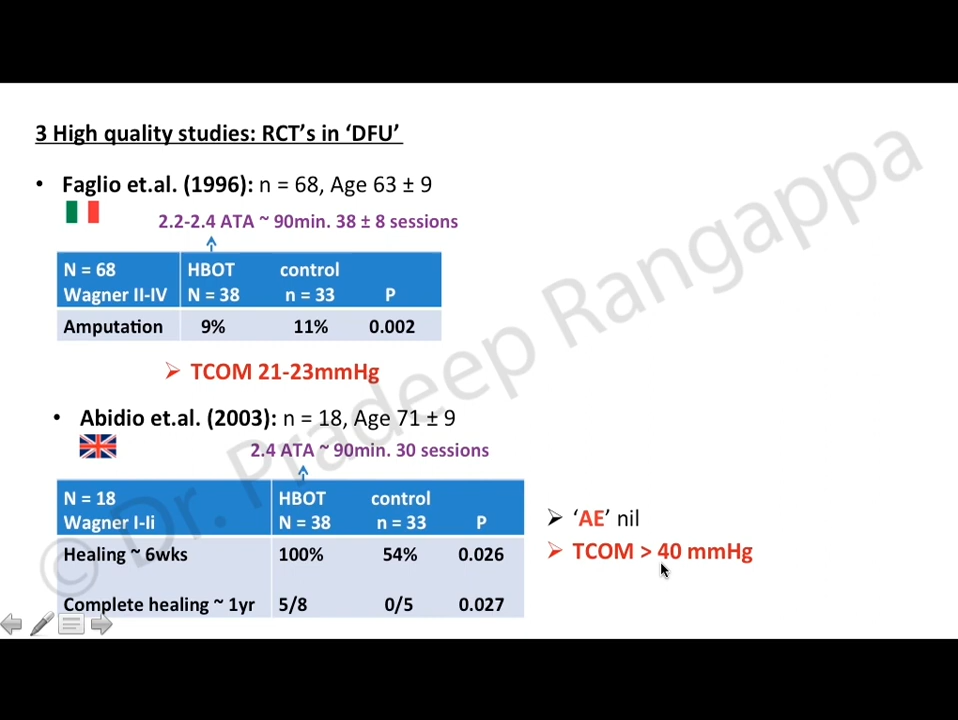 3 High quality studies: RCT's in ‘DFU’
• Faglio et.al. (1996): n = 68, Age 63 ± 9
2.2-2.4 ATA ~ 90min. 38 ± 8 sessions
N = 68 HBOT control
Wagner II-IV N = 38 n = 33 P
Amputation 9% 11% 0.002
➢ TCOM 21-23mmHg
• Abidio et.al. (2003): n = 18, Age 71 ± 9
2.4 ATA ~ 90min. 30 sessions
N = 18 HBOT control
Wagner I-Ii N = 38 n = 33 P
Healing ~ 6wks 100% 54% 0.026
Complete healing ~ 1yr 5/8 0/5 0.027
➢ ‘AE’ nil
➢ TCOM > 40 mmHg
© Dr. Pradeep Rangappa